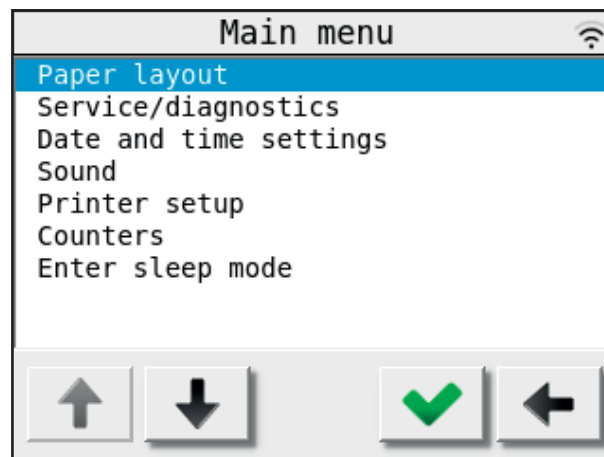 Main menu
Paper layout
Service/diagnostics
Date and time settings
Sound
Printer setup
Counters
Enter sleep mode